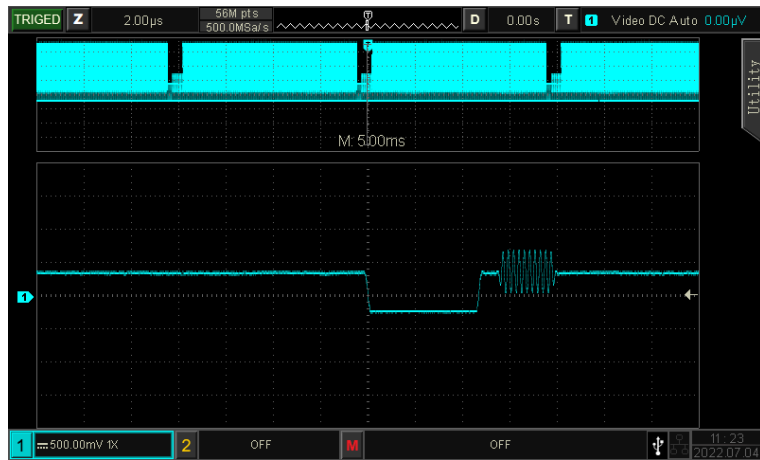 TRIGED Z 2.00μs 56M pts D 0.00s T 1 Video DC Auto 0.00μV
500.0MSa/s
T
Utility
M: 5.00ms
1
1 500.00mV 1X 2 OFF M OFF 11:23
2022.07.04